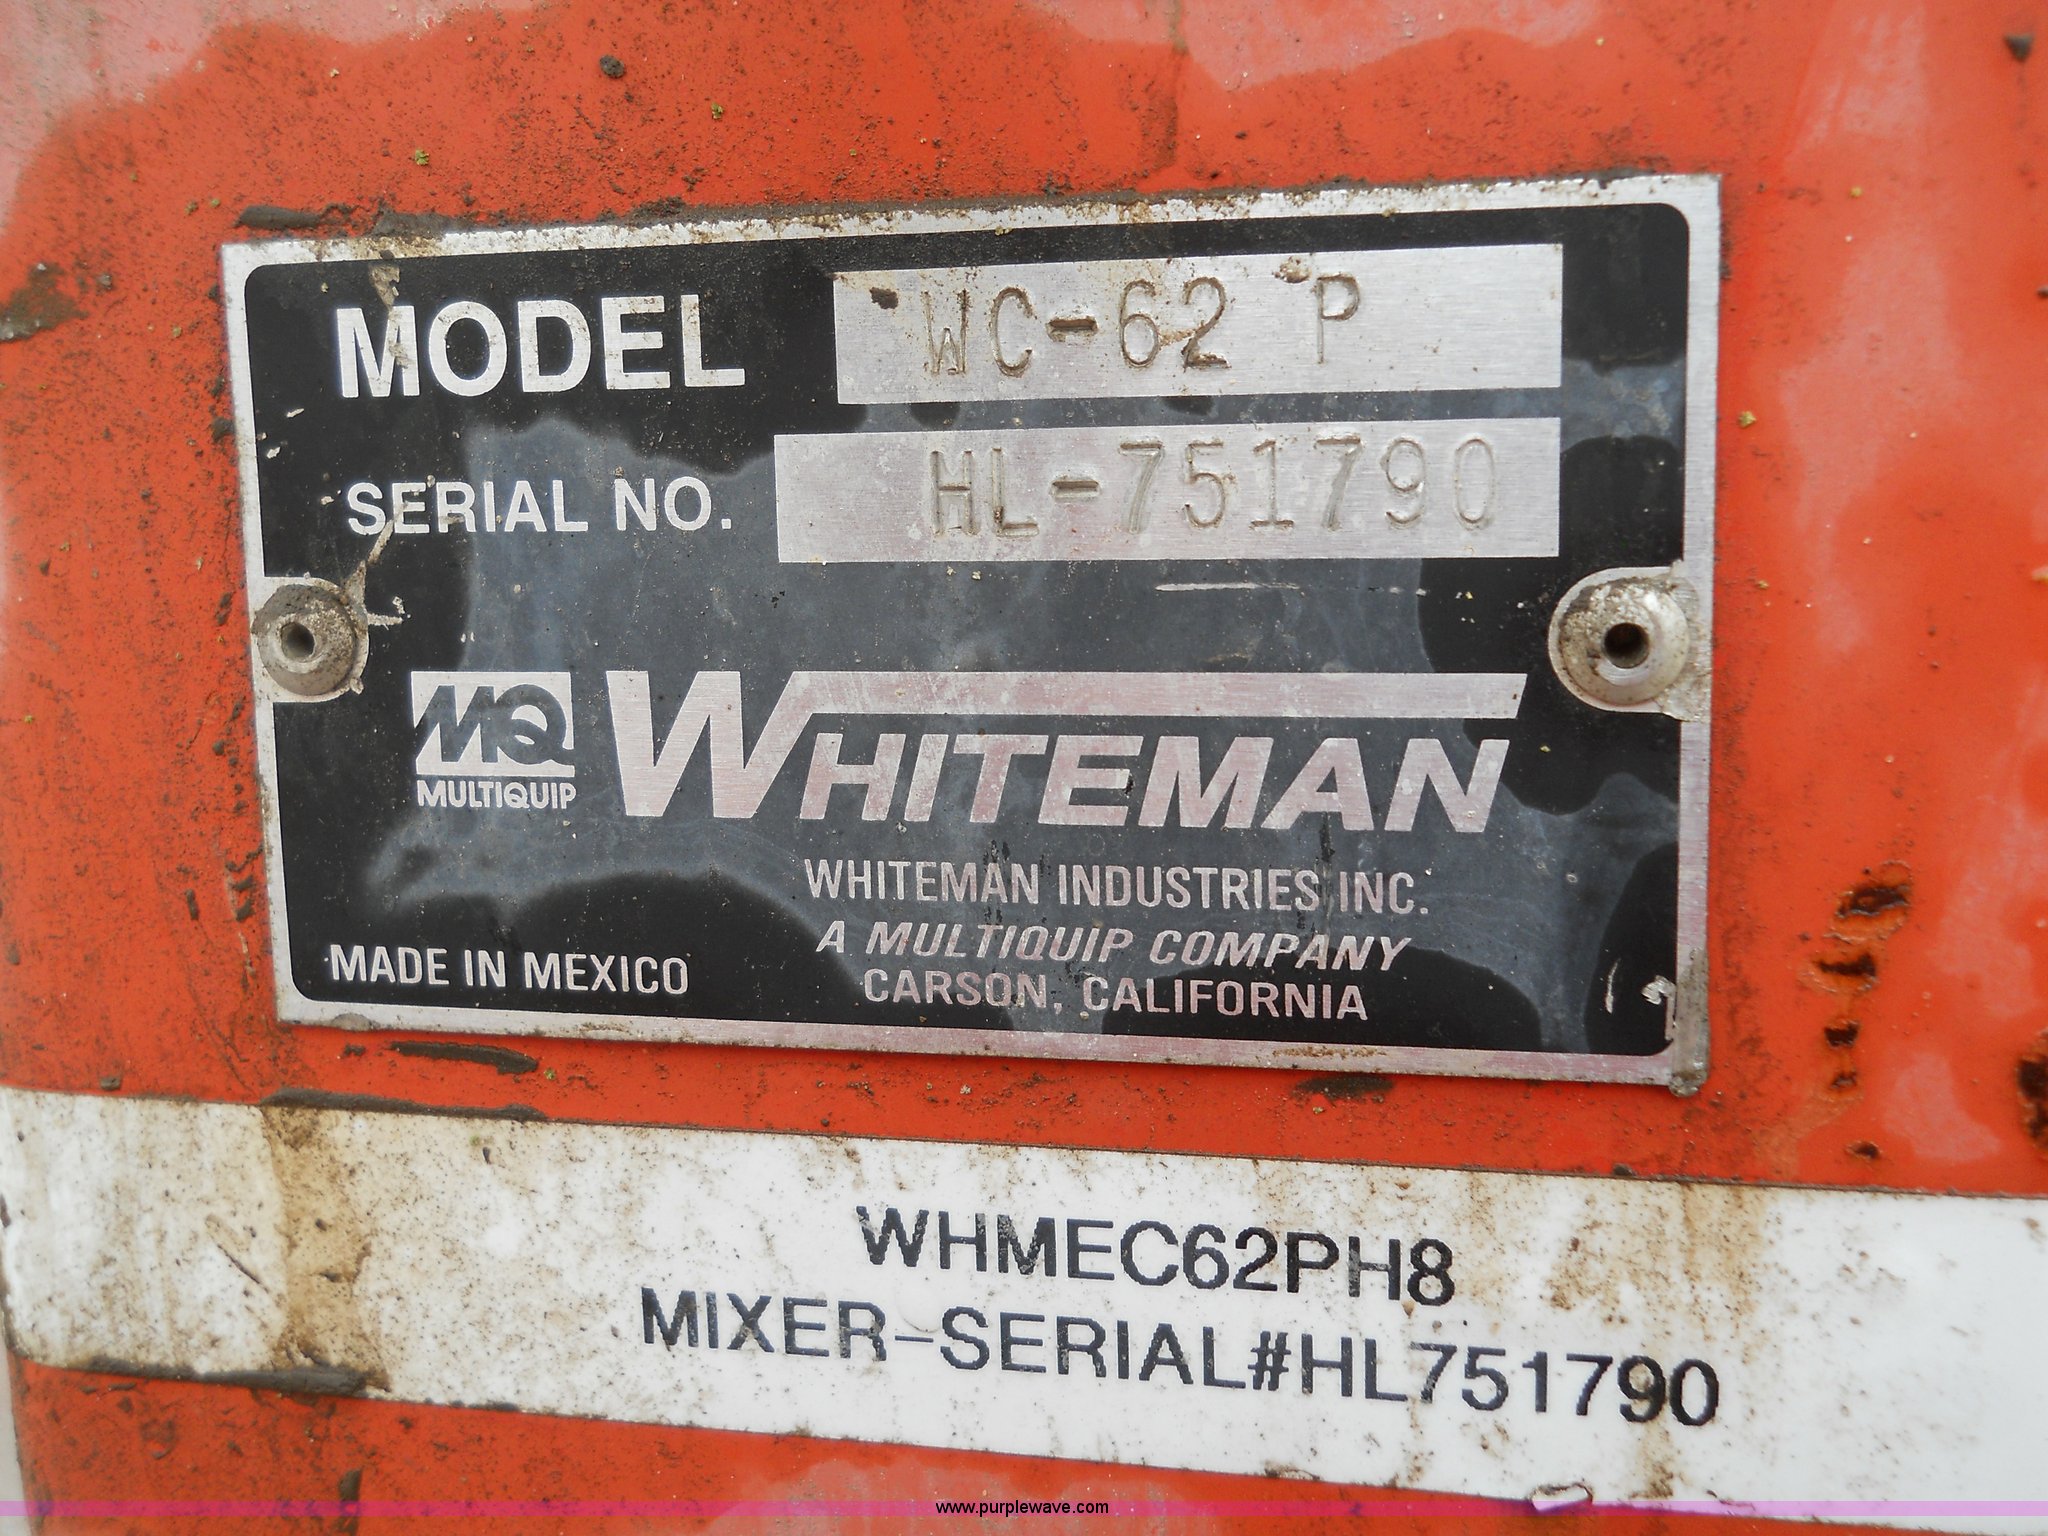 MODEL WC-62 P
SERIAL NO. HL-751790
MQ
MULTIQUIP
WHITEMAN
WHITEMAN INDUSTRIES INC.
A MULTIQUIP COMPANY
CARSON, CALIFORNIA
MADE IN MEXICO
WHMEC62PH8
MIXER-SERIAL#HL751790
www.purplewave.com